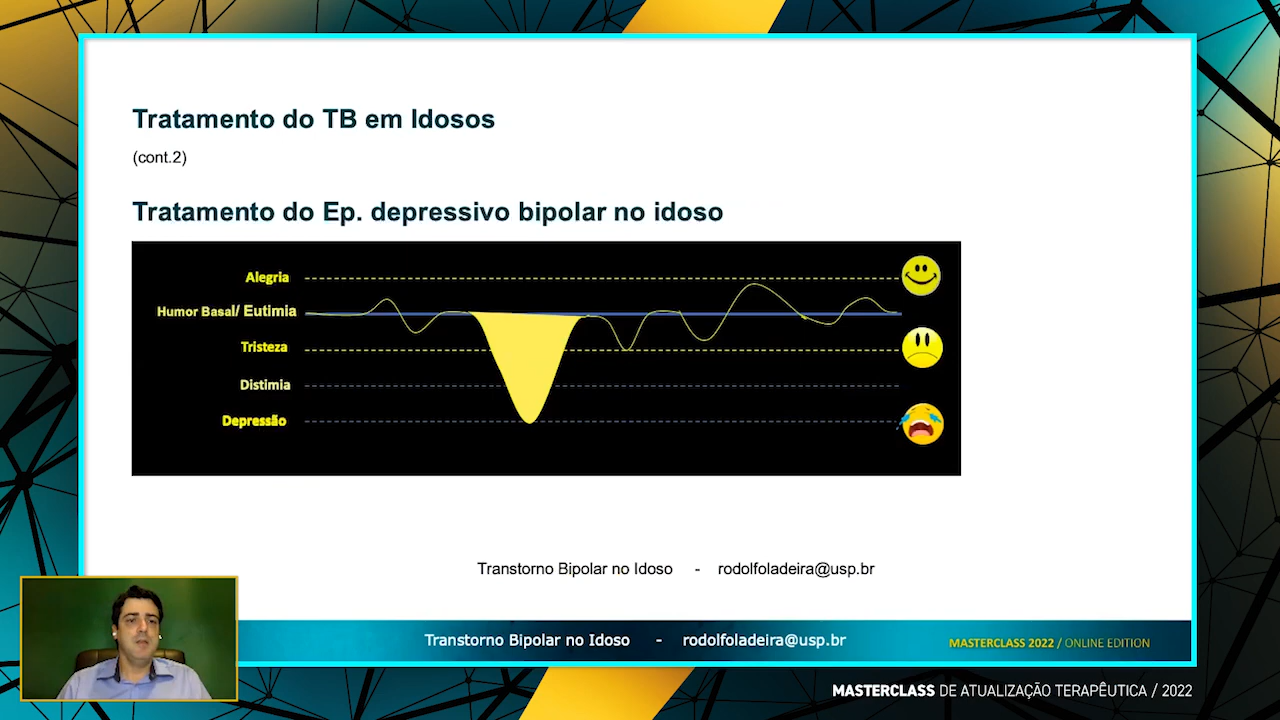 Tratamento do TB em Idosos
(cont.2)
Tratamento do Ep. depressivo bipolar no idoso
Alegria
Humor Basal/ Eutimia
Tristeza
Distimia
Depressão
Transtorno Bipolar no Idoso - rodolfoladeira@usp.br
Transtorno Bipolar no Idoso - rodolfoladeira@usp.br
MASTERCLASS 2022 / ONLINE EDITION
MASTERCLASS DE ATUALIZAÇÃO TERAPÊUTICA / 2022